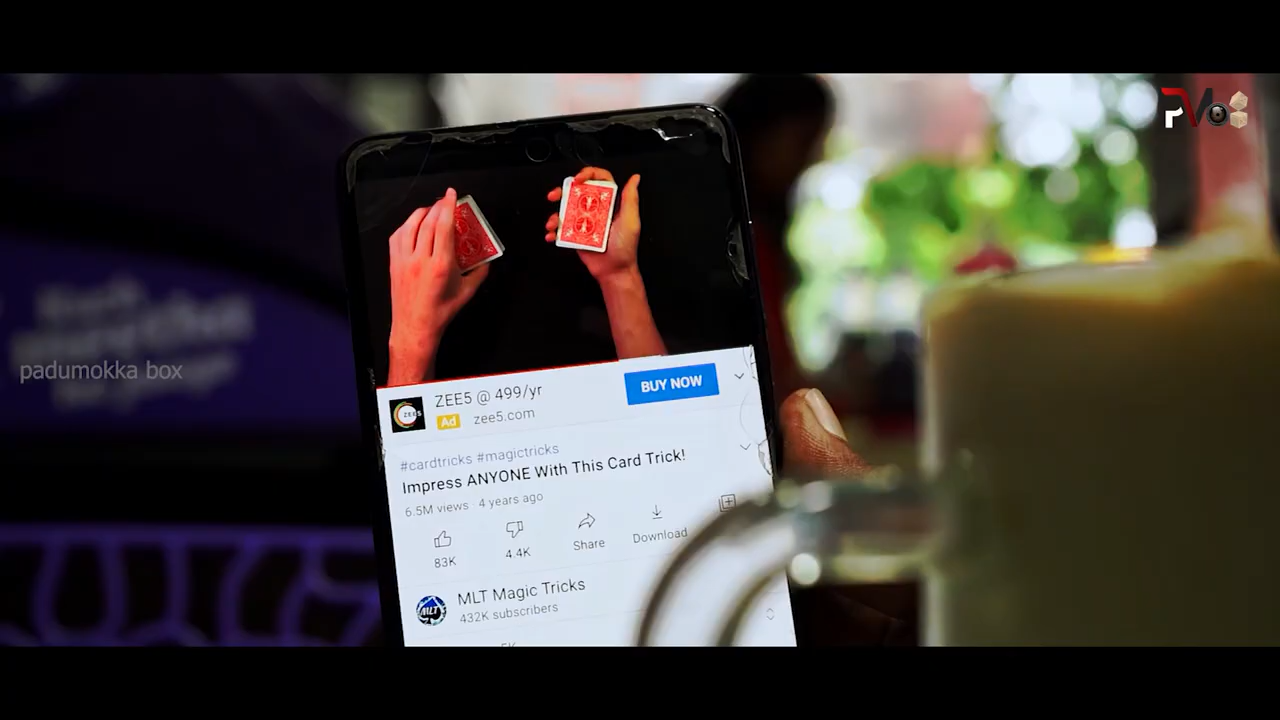 padumokka box
ZEE5 @ 499/yr
Ad zee5.com
BUY NOW
#cardtricks #magictricks
Impress ANYONE With This Card Trick!
6.5M views · 4 years ago
83K
4.4K
Share
Download
MLT Magic Tricks
432K subscribers